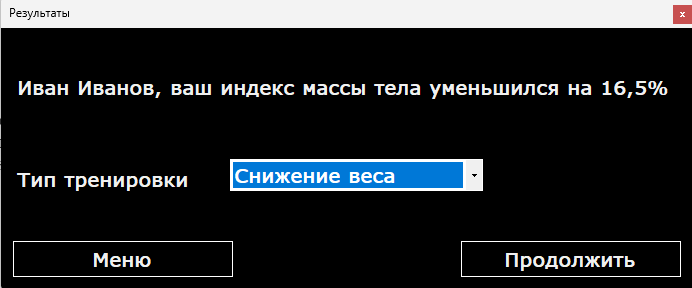 Результаты
Иван Иванов, ваш индекс массы тела уменьшился на 16,5%
Тип тренировки
Снижение веса
Меню
Продолжить